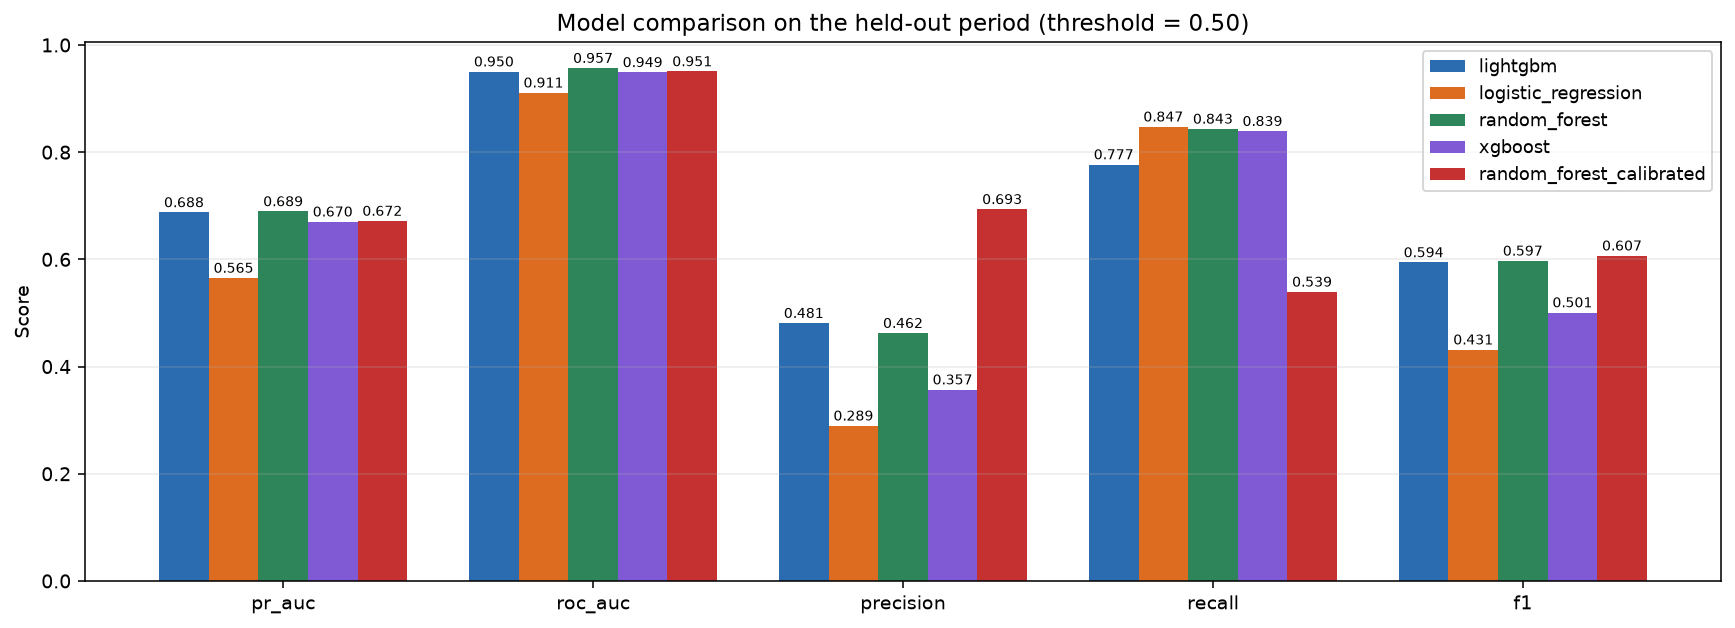 Model comparison on the held-out period (threshold = 0.50)
lightgbm
logistic_regression
random_forest
xgboost
random_forest_calibrated
Score
1.0
0.8
0.6
0.4
0.2
0.0
0.688
0.565
0.689
0.670
0.672
0.950
0.911
0.957
0.949
0.951
0.481
0.289
0.462
0.357
0.693
0.777
0.847
0.843
0.839
0.539
0.594
0.431
0.597
0.501
0.607
pr_auc
roc_auc
precision
recall
f1